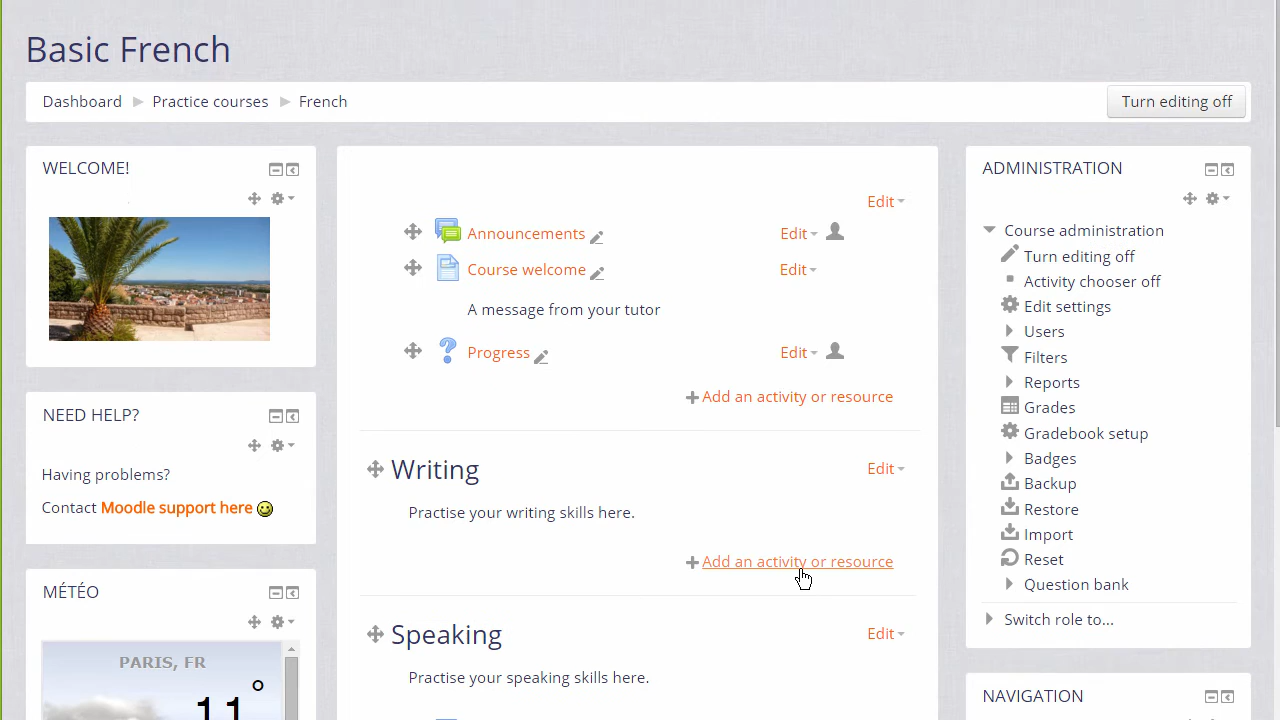 Basic French
Dashboard Practice courses French
Turn editing off
WELCOME!
NEED HELP?
Having problems?
Contact Moodle support here
MÉTÉO
PARIS, FR
11°
Edit
Announcements Edit
Course welcome Edit
A message from your tutor
Progress Edit
Add an activity or resource
Writing Edit
Practise your writing skills here.
Add an activity or resource
Speaking Edit
Practise your speaking skills here.
ADMINISTRATION
Course administration
Turn editing off
Activity chooser off
Edit settings
Users
Filters
Reports
Grades
Gradebook setup
Badges
Backup
Restore
Import
Reset
Question bank
Switch role to...
NAVIGATION